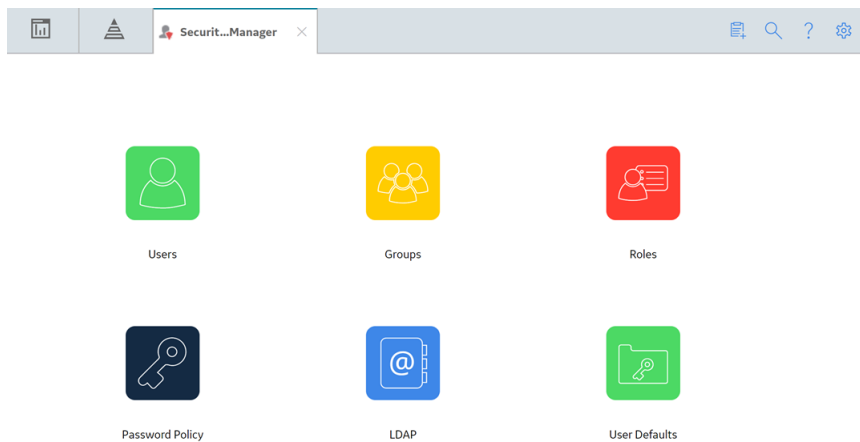 Securit...Manager
Users
Groups
Roles
@
Password Policy
LDAP
User Defaults